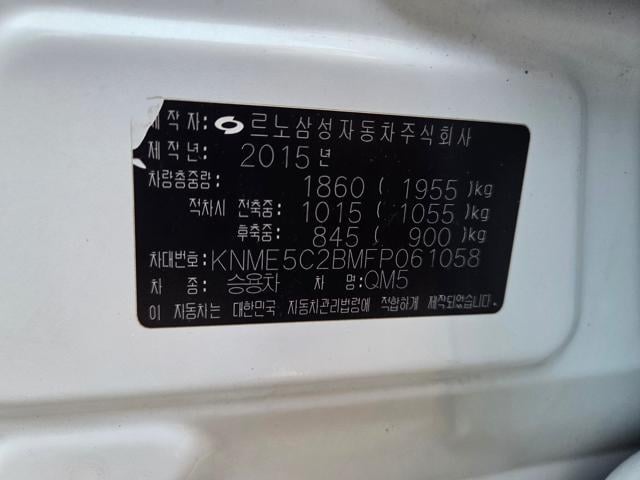 제작자: 르노삼성자동차주식회사
제작년: 2015년
차량총중량: 1860( 1955)kg
적차시 전축중: 1015( 1055)kg
후축중: 845( 900)kg
차대번호: KNME5C2BMFP061058
차 종: 승용차 차 명: QM5
이 자동차는 대한민국 자동차관리법령에 적합하게 제작되었습니다.